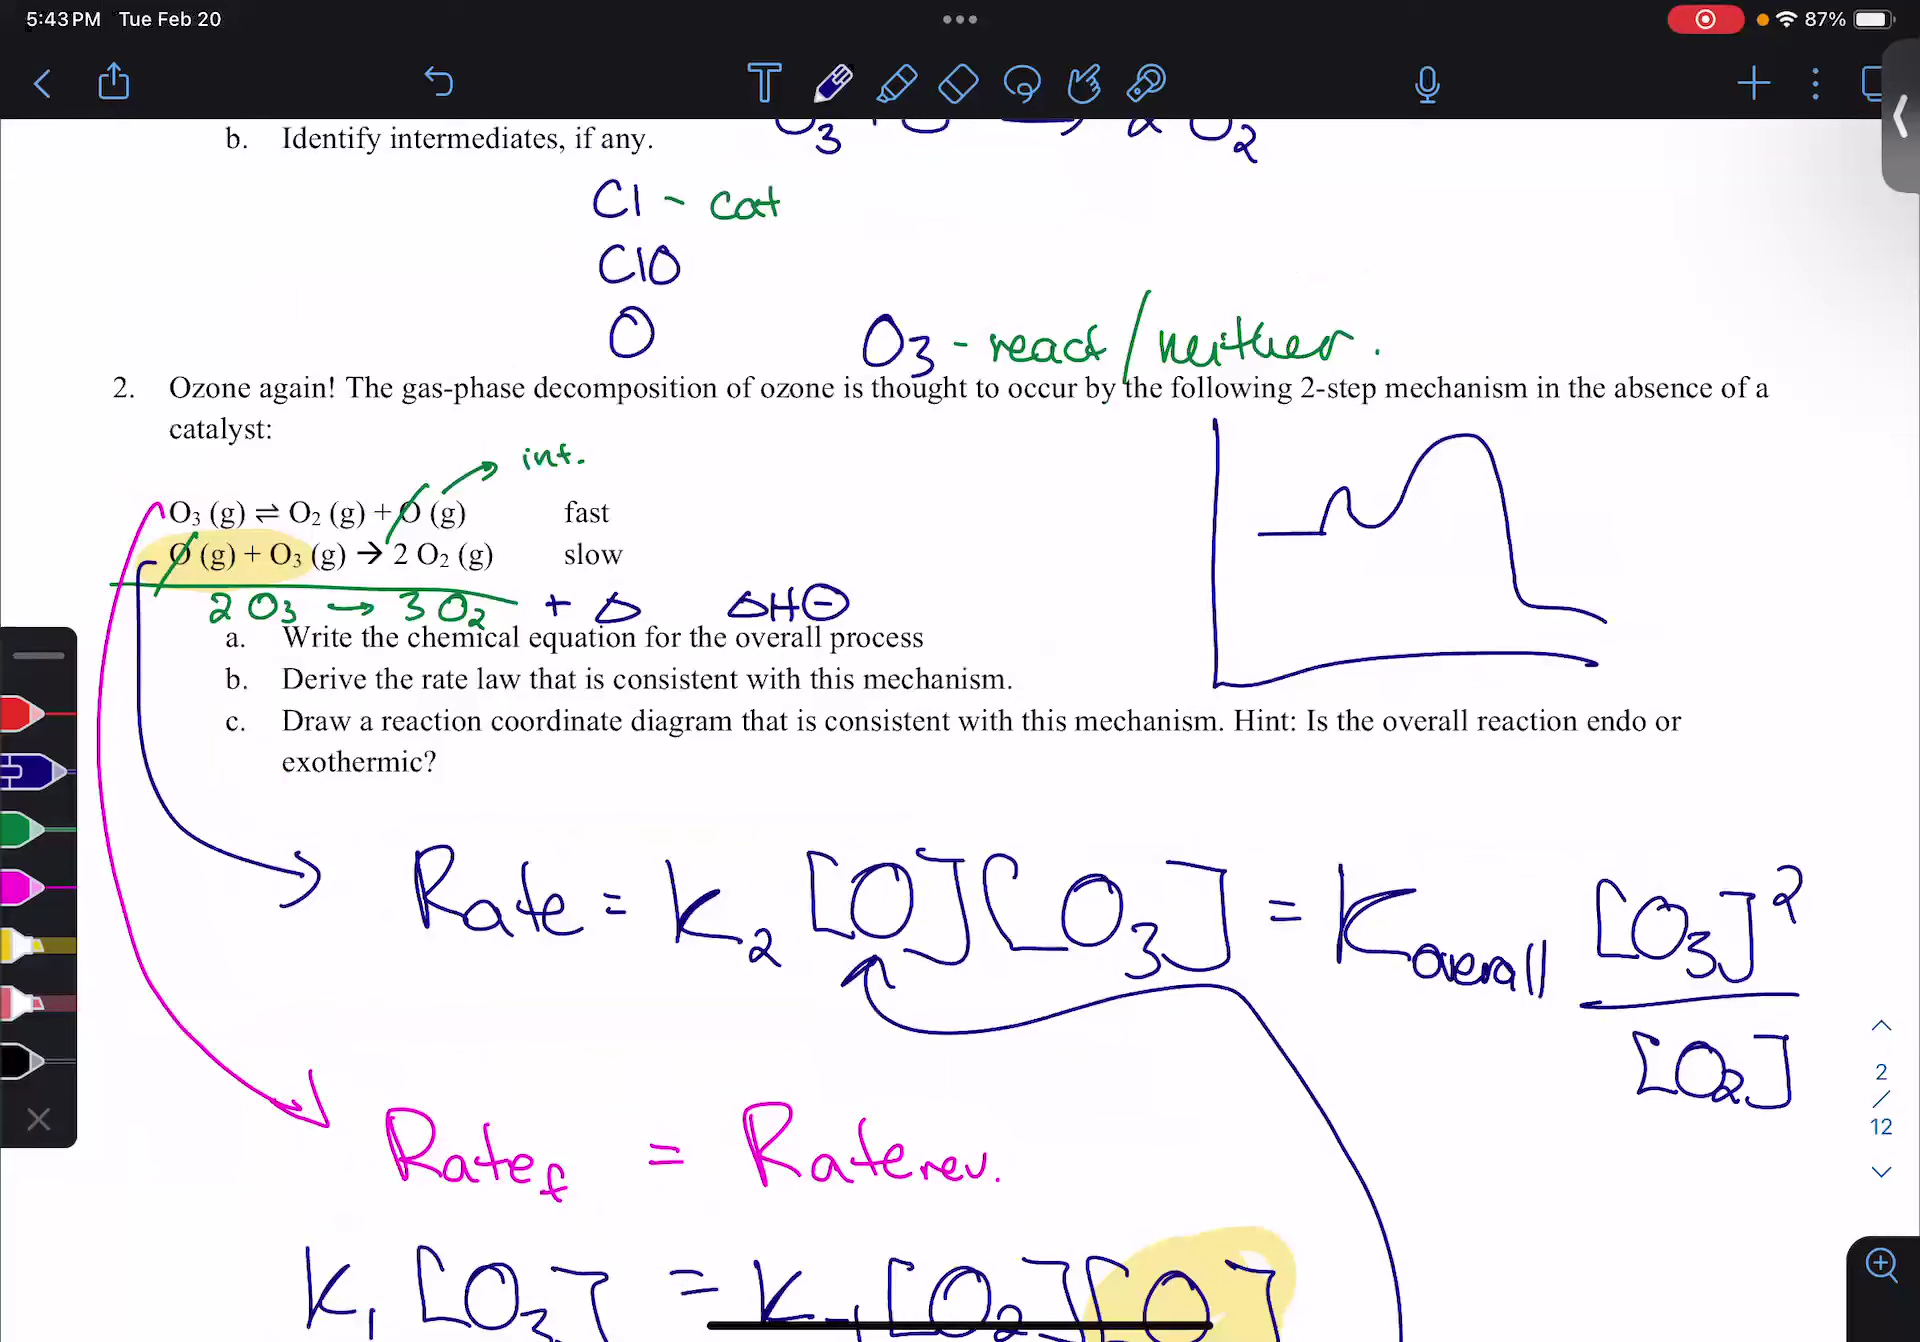 5:43 PM Tue Feb 20
87%
b. Identify intermediates, if any.
O3 + O → 2 O2
Cl - cat
ClO
O
O3 - react / neither.
2. Ozone again! The gas-phase decomposition of ozone is thought to occur by the following 2-step mechanism in the absence of a
catalyst:
int.
O₃ (g) ⇌ O₂ (g) + O (g) fast
O (g) + O₃ (g) → 2 O₂ (g) slow
2 O3 → 3 O2 + Δ ΔH⊖
a. Write the chemical equation for the overall process
b. Derive the rate law that is consistent with this mechanism.
c. Draw a reaction coordinate diagram that is consistent with this mechanism. Hint: Is the overall reaction endo or
exothermic?
Rate = k2 [O][O3] = Koverall [O3]²
[O2]
Ratef = Raterev.
k1 [O3] = k-1 [O2][O]
2
/
12